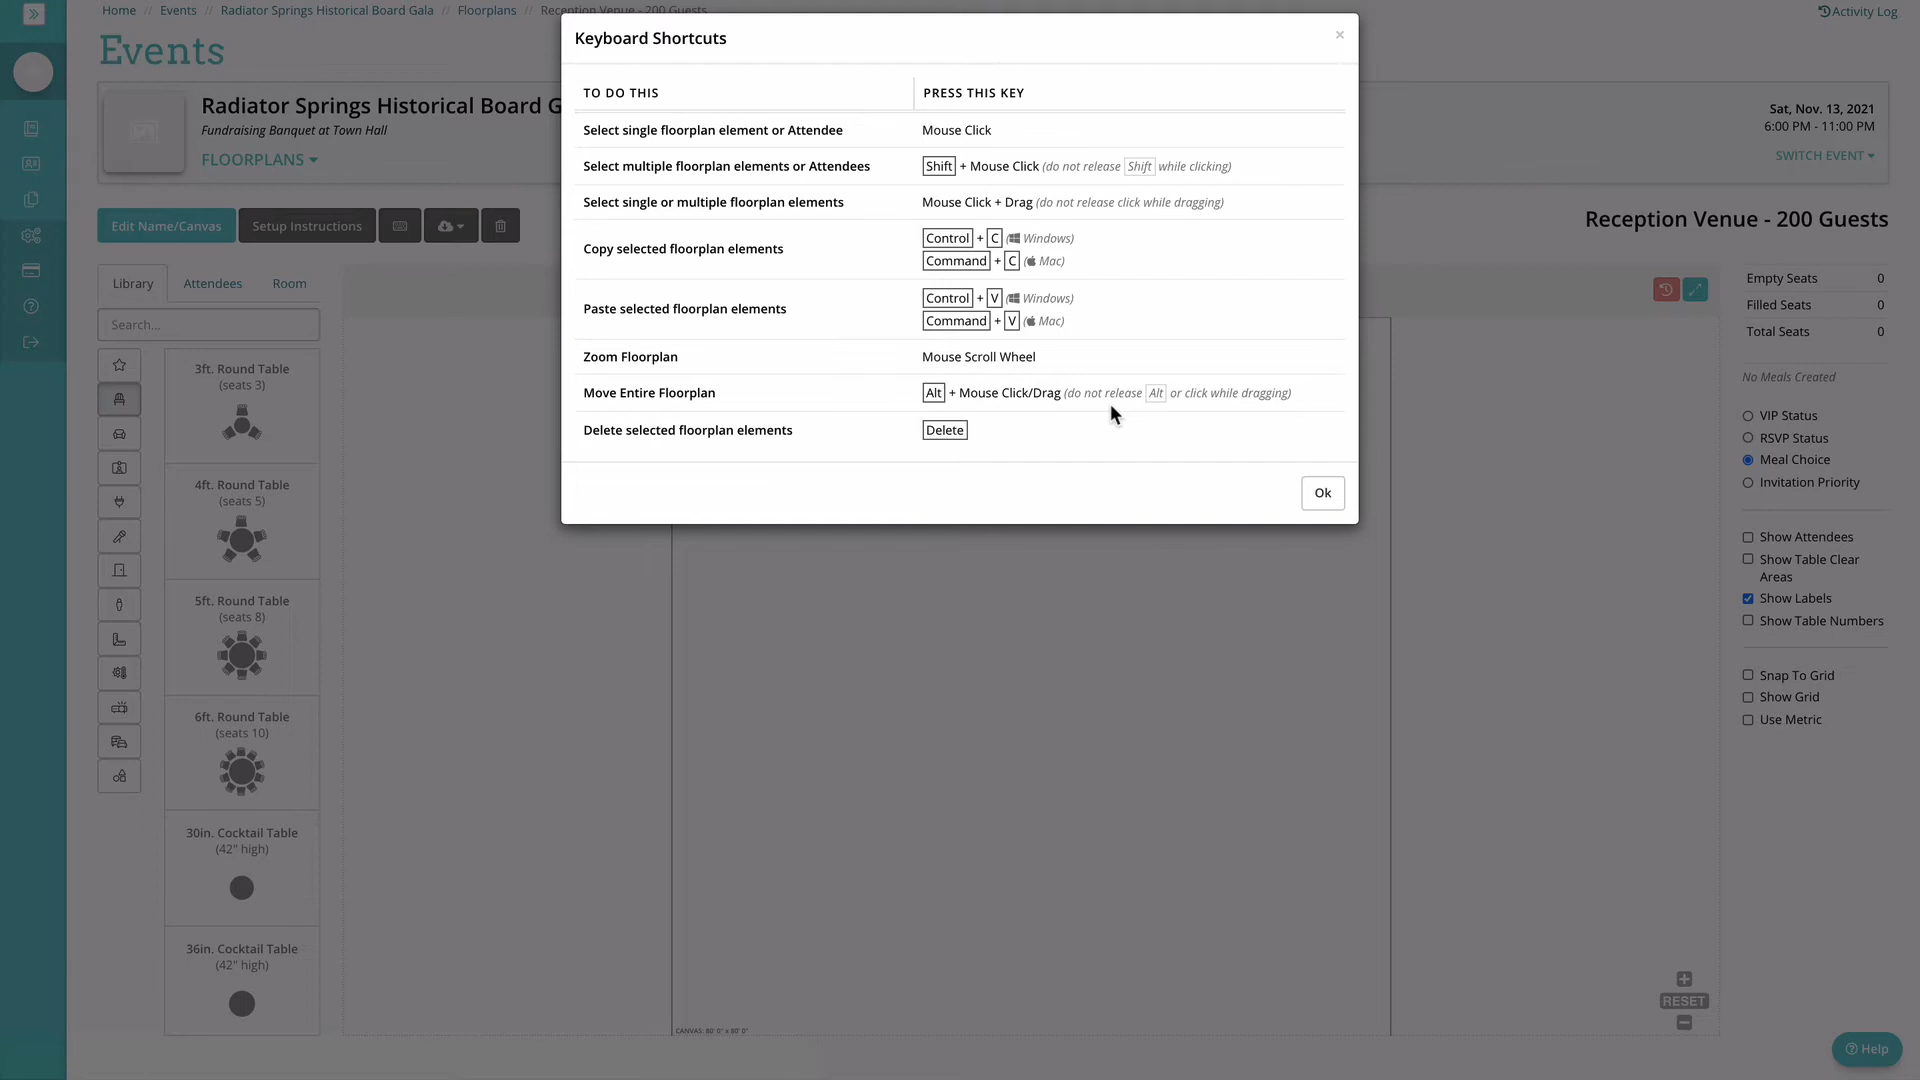 Home // Events // Radiator Springs Historical Board Gala // Floorplans // Reception Venue - 200 Guests
Activity Log
Events
Radiator Springs Historical Board G
Fundraising Banquet at Town Hall
FLOORPLANS
Sat, Nov. 13, 2021
6:00 PM - 11:00 PM
SWITCH EVENT
Edit Name/Canvas
Setup Instructions
Reception Venue - 200 Guests
Library
Attendees
Room
Search...
3ft. Round Table
(seats 3)
4ft. Round Table
(seats 5)
5ft. Round Table
(seats 8)
6ft. Round Table
(seats 10)
30in. Cocktail Table
(42" high)
36in. Cocktail Table
(42" high)
Keyboard Shortcuts
×
TO DO THIS PRESS THIS KEY
Select single floorplan element or Attendee Mouse Click
Select multiple floorplan elements or Attendees Shift + Mouse Click (do not release Shift while clicking)
Select single or multiple floorplan elements Mouse Click + Drag (do not release click while dragging)
Copy selected floorplan elements
Control + C (Windows)
Command + C (Mac)
Paste selected floorplan elements
Control + V (Windows)
Command + V (Mac)
Zoom Floorplan Mouse Scroll Wheel
Move Entire Floorplan Alt + Mouse Click/Drag (do not release Alt or click while dragging)
Delete selected floorplan elements Delete
Ok
CANVAS: 80' 0" x 80' 0"
Empty Seats 0
Filled Seats 0
Total Seats 0
No Meals Created
VIP Status
RSVP Status
Meal Choice
Invitation Priority
Show Attendees
Show Table Clear
Areas
Show Labels
Show Table Numbers
Snap To Grid
Show Grid
Use Metric
RESET
Help